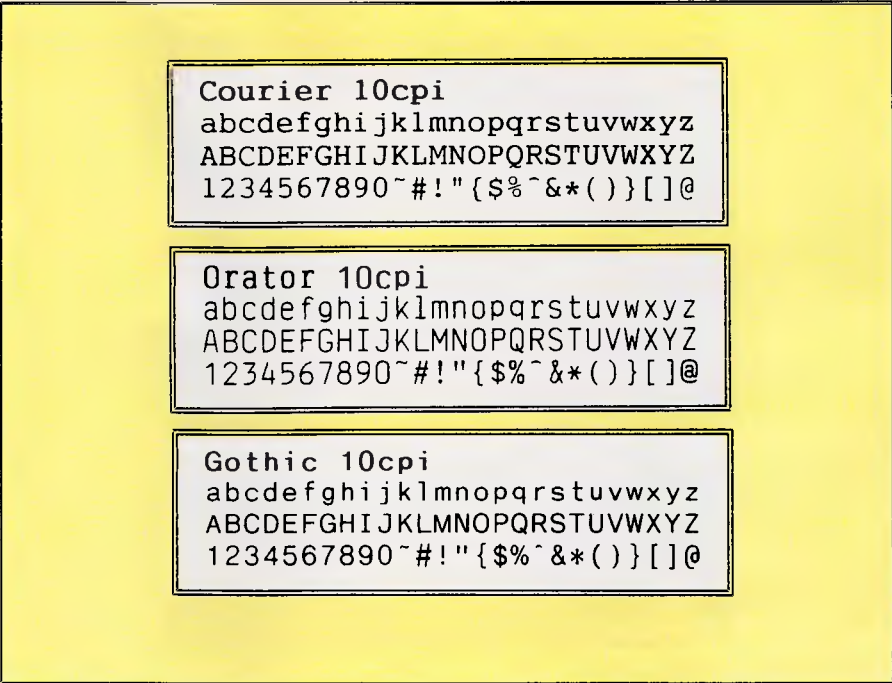 Courier 10cpi
abcdefghijklmnopqrstuvwxyz
ABCDEFGHIJKLMNOPQRSTUVWXYZ
1234567890~#!"{$%^&*()}[]@
Orator 10cpi
abcdefghijklmnopqrstuvwxyz
ABCDEFGHIJKLMNOPQRSTUVWXYZ
1234567890~#!"{$%^&*()}[]@
Gothic 10cpi
abcdefghijklmnopqrstuvwxyz
ABCDEFGHIJKLMNOPQRSTUVWXYZ
1234567890~#!"{$%^&*()}[]@